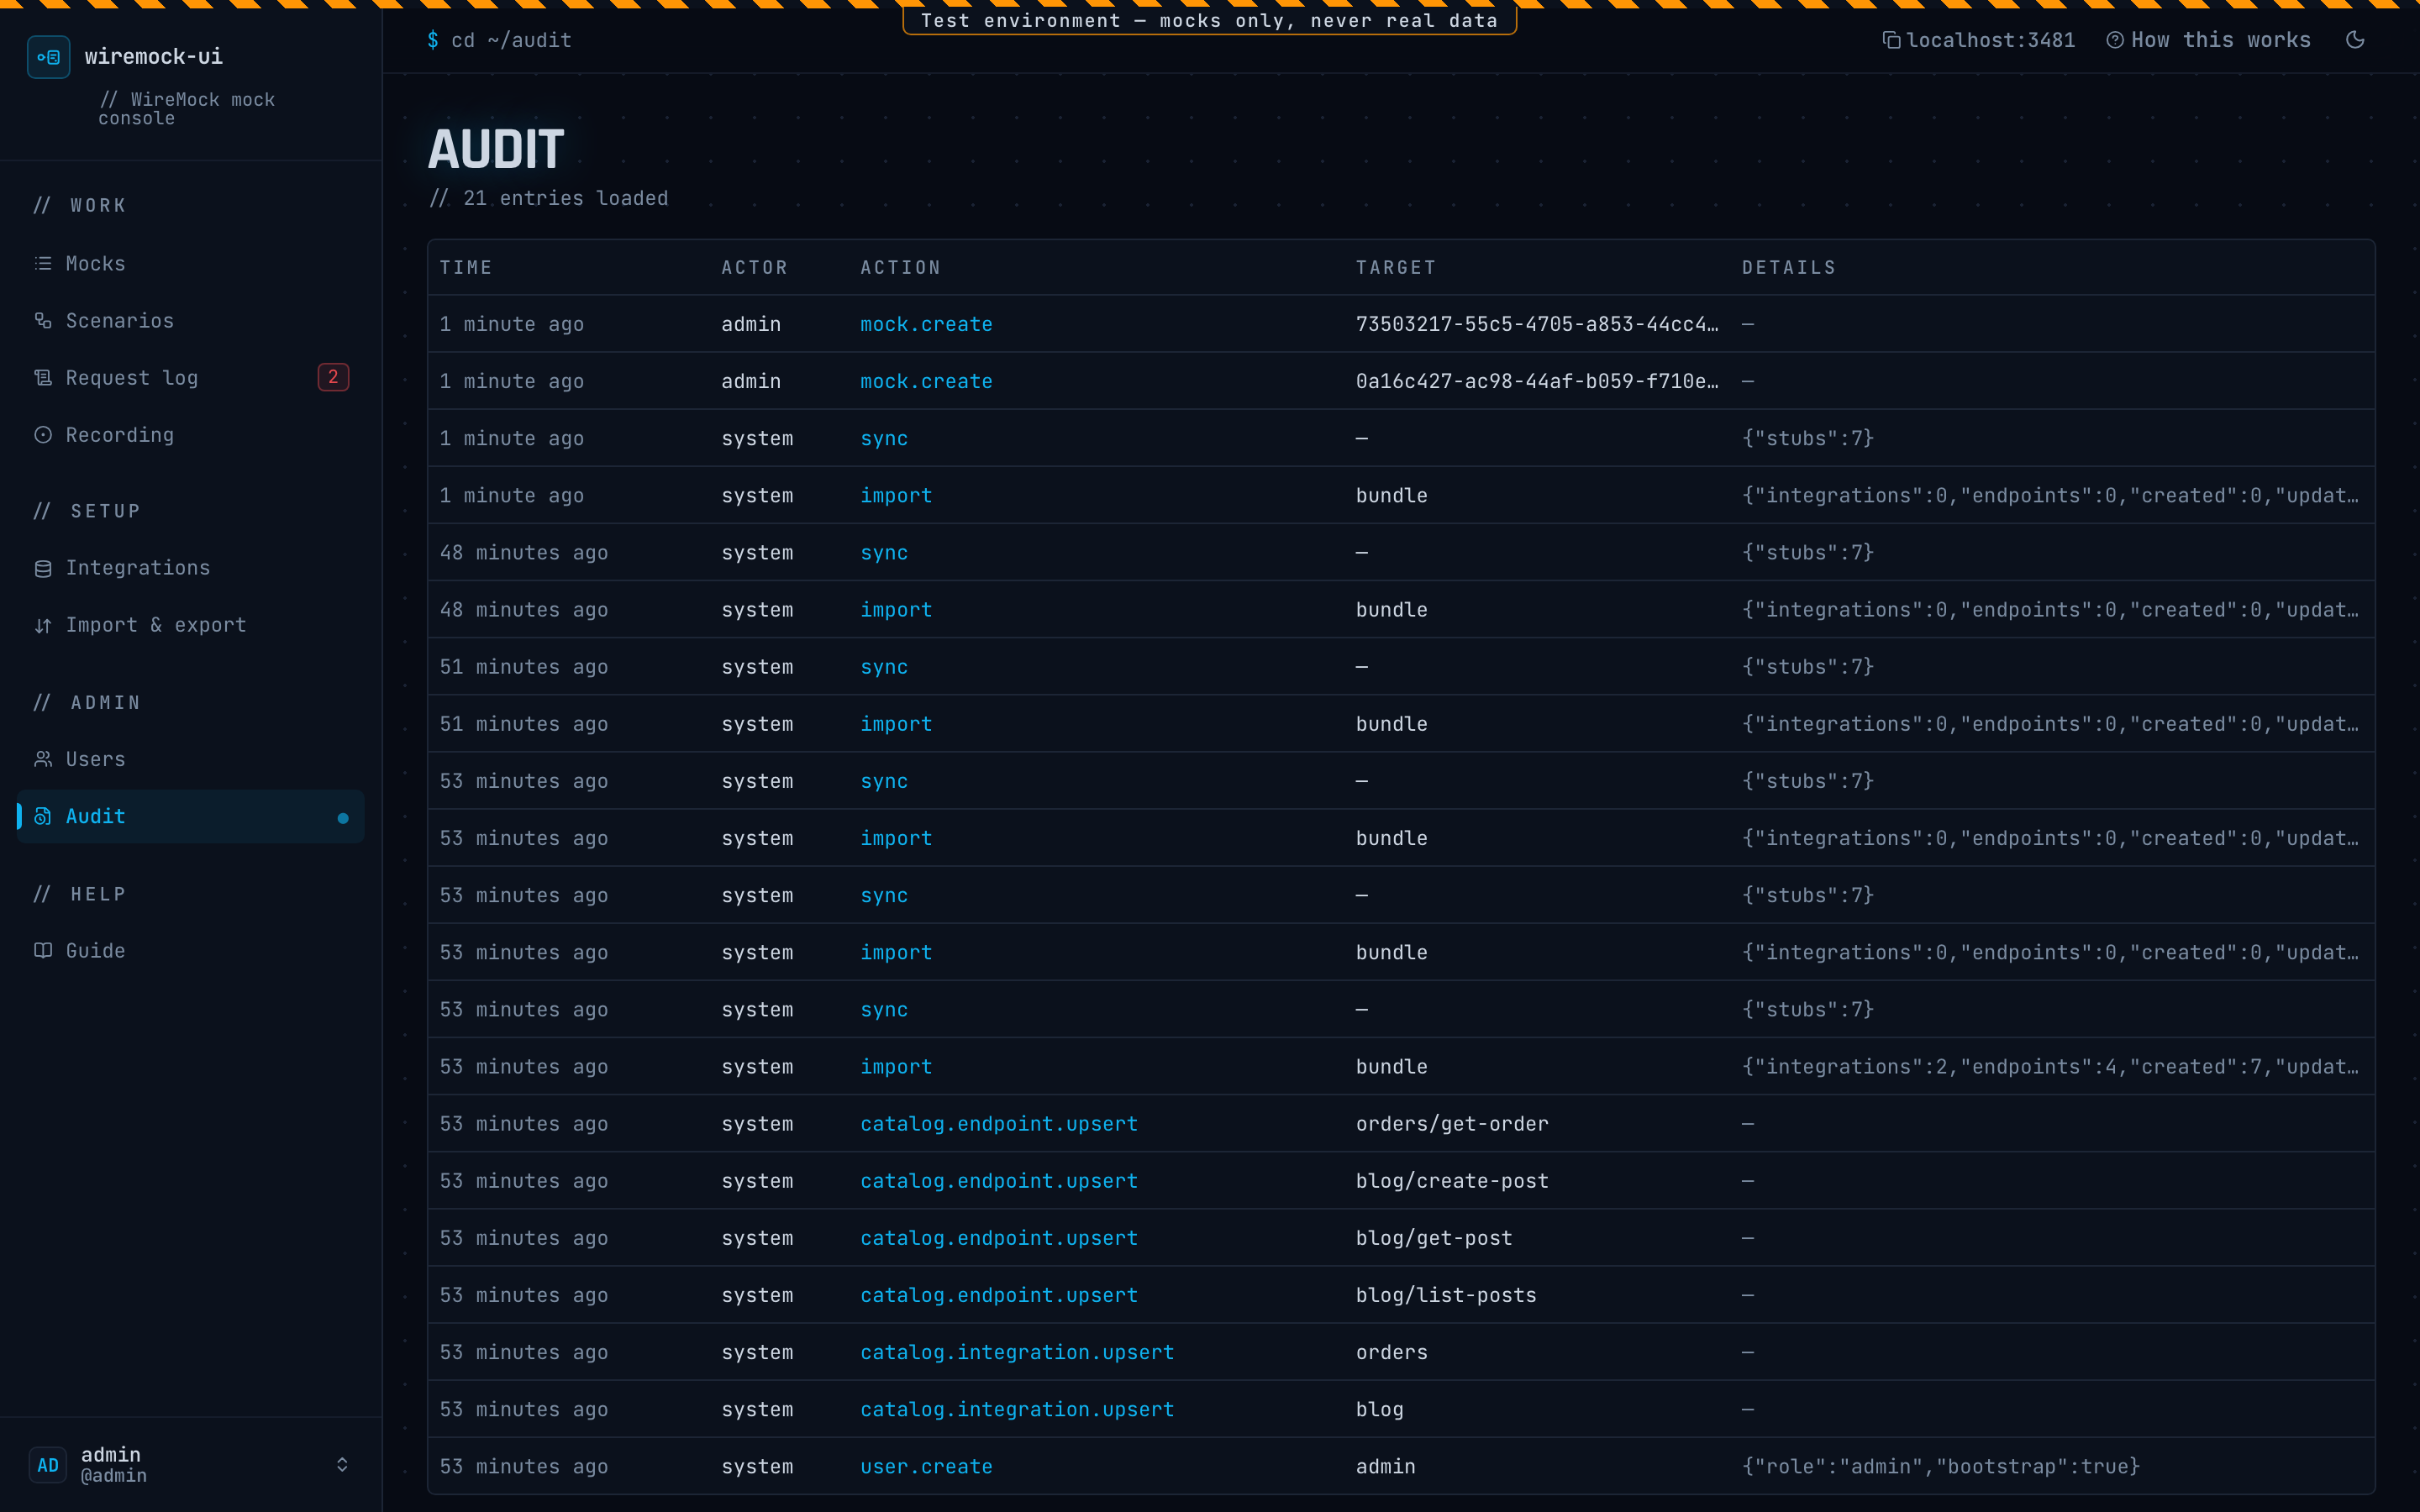 Test environment — mocks only, never real data
wiremock-ui
// WireMock mock
console
$ cd ~/audit
localhost:3481
How this works
// WORK
Mocks
Scenarios
Request log 2
Recording
// SETUP
Integrations
Import & export
// ADMIN
Users
Audit
// HELP
Guide
AD
admin
@admin
AUDIT
// 21 entries loaded
TIME ACTOR ACTION TARGET DETAILS
1 minute ago admin mock.create 73503217-55c5-4705-a853-44cc4… —
1 minute ago admin mock.create 0a16c427-ac98-44af-b059-f710e… —
1 minute ago system sync — {"stubs":7}
1 minute ago system import bundle {"integrations":0,"endpoints":0,"created":0,"updat…
48 minutes ago system sync — {"stubs":7}
48 minutes ago system import bundle {"integrations":0,"endpoints":0,"created":0,"updat…
51 minutes ago system sync — {"stubs":7}
51 minutes ago system import bundle {"integrations":0,"endpoints":0,"created":0,"updat…
53 minutes ago system sync — {"stubs":7}
53 minutes ago system import bundle {"integrations":0,"endpoints":0,"created":0,"updat…
53 minutes ago system sync — {"stubs":7}
53 minutes ago system import bundle {"integrations":0,"endpoints":0,"created":0,"updat…
53 minutes ago system sync — {"stubs":7}
53 minutes ago system import bundle {"integrations":2,"endpoints":4,"created":7,"updat…
53 minutes ago system catalog.endpoint.upsert orders/get-order —
53 minutes ago system catalog.endpoint.upsert blog/create-post —
53 minutes ago system catalog.endpoint.upsert blog/get-post —
53 minutes ago system catalog.endpoint.upsert blog/list-posts —
53 minutes ago system catalog.integration.upsert orders —
53 minutes ago system catalog.integration.upsert blog —
53 minutes ago system user.create admin {"role":"admin","bootstrap":true}